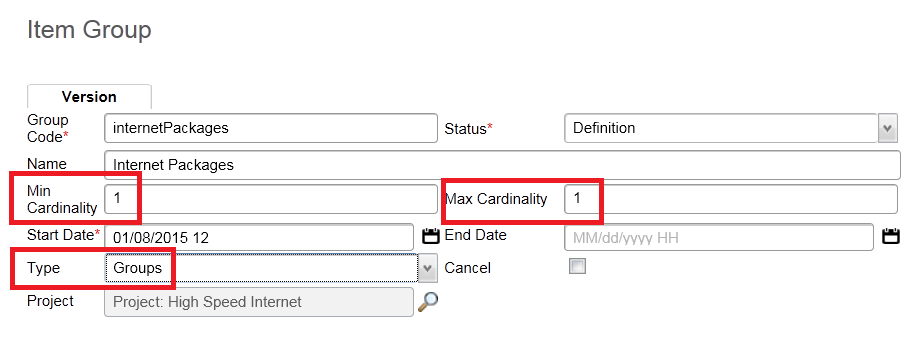 Item Group
Version
Group Code* internetPackages Status* Definition
Name Internet Packages
Min Cardinality 1 Max Cardinality 1
Start Date* 01/08/2015 12 End Date MM/dd/yyyy HH
Type Groups Cancel
Project Project: High Speed Internet